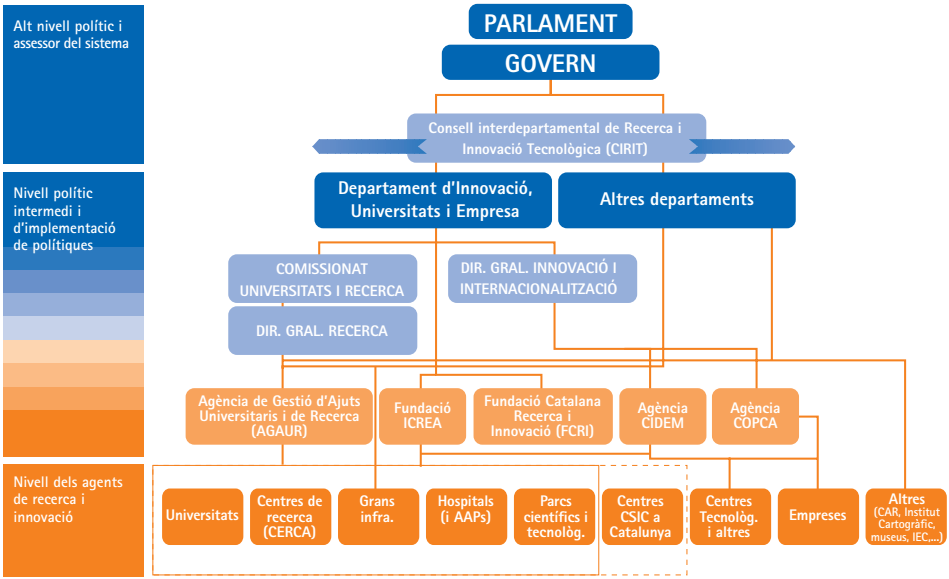 Alt nivell polític i
assessor del sistema
PARLAMENT
GOVERN
Consell interdepartamental de Recerca i
Innovació Tecnològica (CIRIT)
Nivell polític
intermedi i
d'implementació
de polítiques
Departament d'Innovació,
Universitats i Empresa
Altres departaments
COMISSIONAT
UNIVERSITATS I RECERCA
DIR. GRAL. INNOVACIÓ I
INTERNACIONALITZACIÓ
DIR. GRAL. RECERCA
Agència de Gestió d'Ajuts
Universitaris i de Recerca
(AGAUR)
Fundació
ICREA
Fundació Catalana
Recerca i
Innovació (FCRI)
Agència
CIDEM
Agència
COPCA
Nivell dels agents
de recerca i
innovació
Universitats
Centres de
recerca
(CERCA)
Grans
infra.
Hospitals
(i AAPs)
Parcs
científics i
tecnològ.
Centres
CSIC a
Catalunya
Centres
Tecnològ.
i altres
Empreses
Altres
(CAR, Institut
Cartogràfic,
museus, IEC,...)